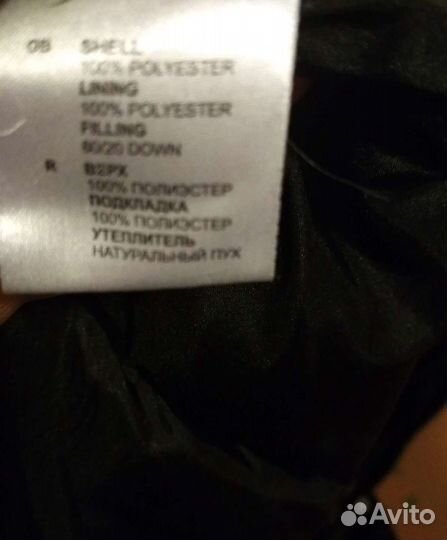 GB SHELL
100% POLYESTER
LINING
100% POLYESTER
FILLING
80/20 DOWN
R ВЕРХ
100% ПОЛИЭСТЕР
ПОДКЛАДКА
100% ПОЛИЭСТЕР
УТЕПЛИТЕЛЬ
НАТУРАЛЬНЫЙ ПУХ
Avito